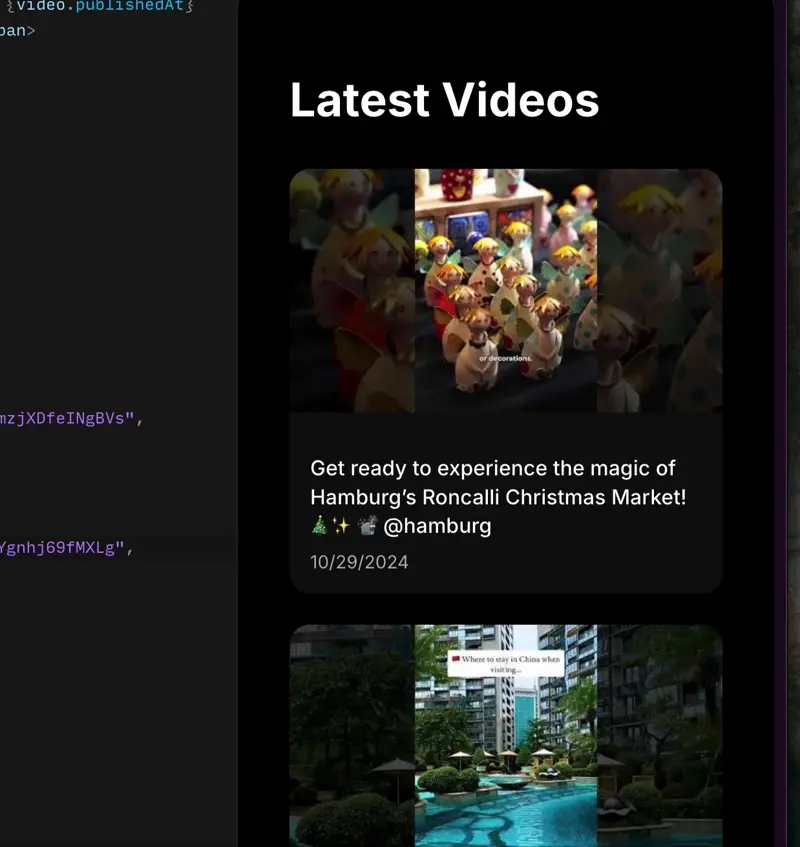 {video.publishedAt}
pan>
mzjXDfeINgBVs",
Ygnhj69fMXLg",
Latest Videos
or decorations.
Get ready to experience the magic of
Hamburg’s Roncalli Christmas Market!
🎄✨ 📽️ @hamburg
10/29/2024
🇨🇳 Where to stay in China when
visiting...